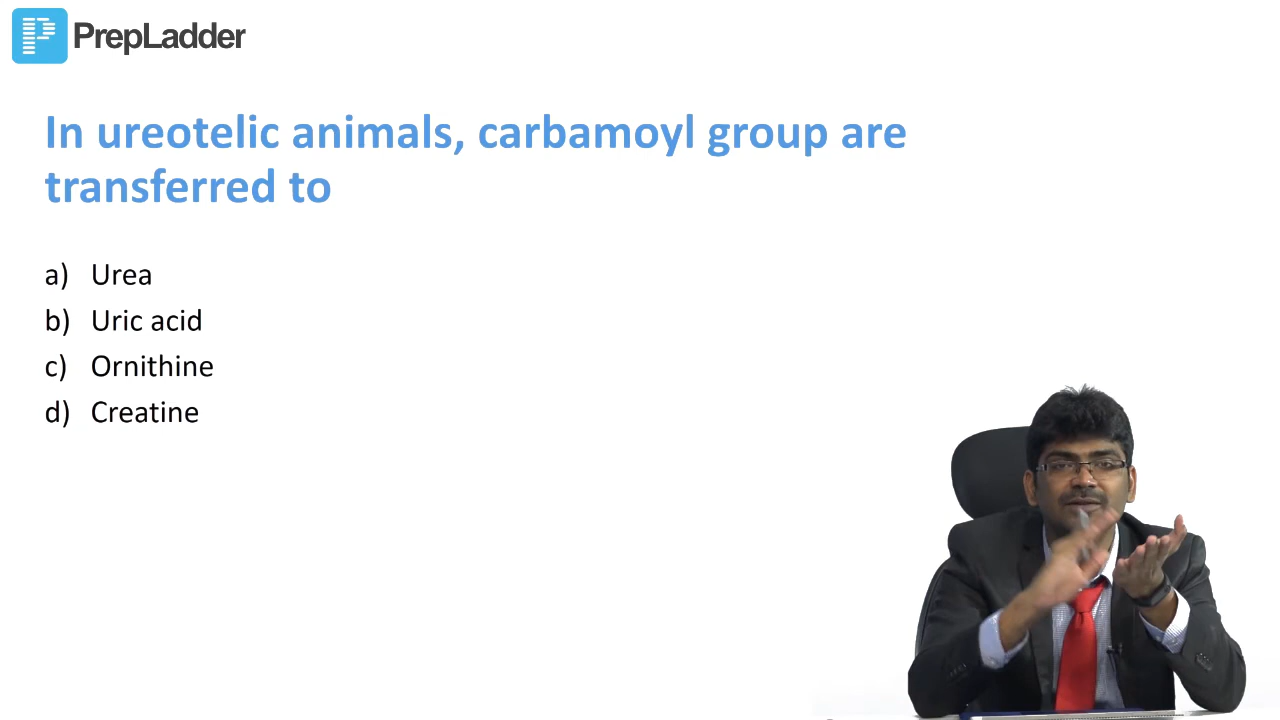 PrepLadder
In ureotelic animals, carbamoyl group are
transferred to
a) Urea
b) Uric acid
c) Ornithine
d) Creatine